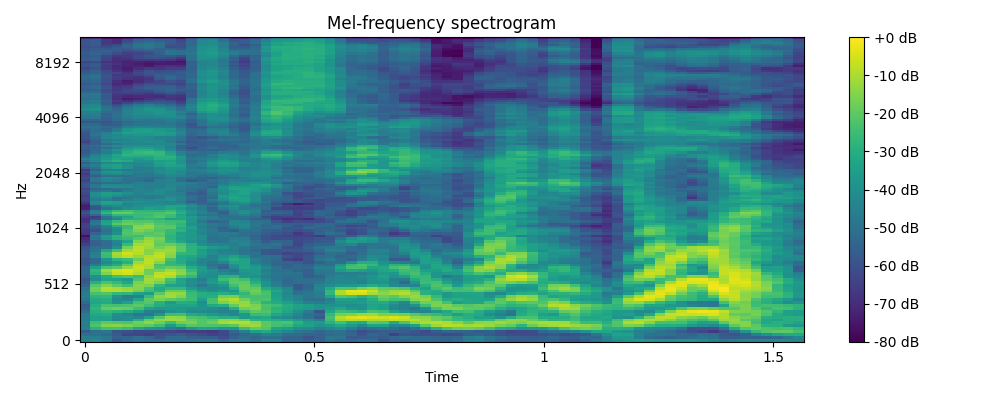 Mel-frequency spectrogram
8192
4096
2048
1024
512
0
Hz
0
0.5
1
1.5
Time
+0 dB
-10 dB
-20 dB
-30 dB
-40 dB
-50 dB
-60 dB
-70 dB
-80 dB